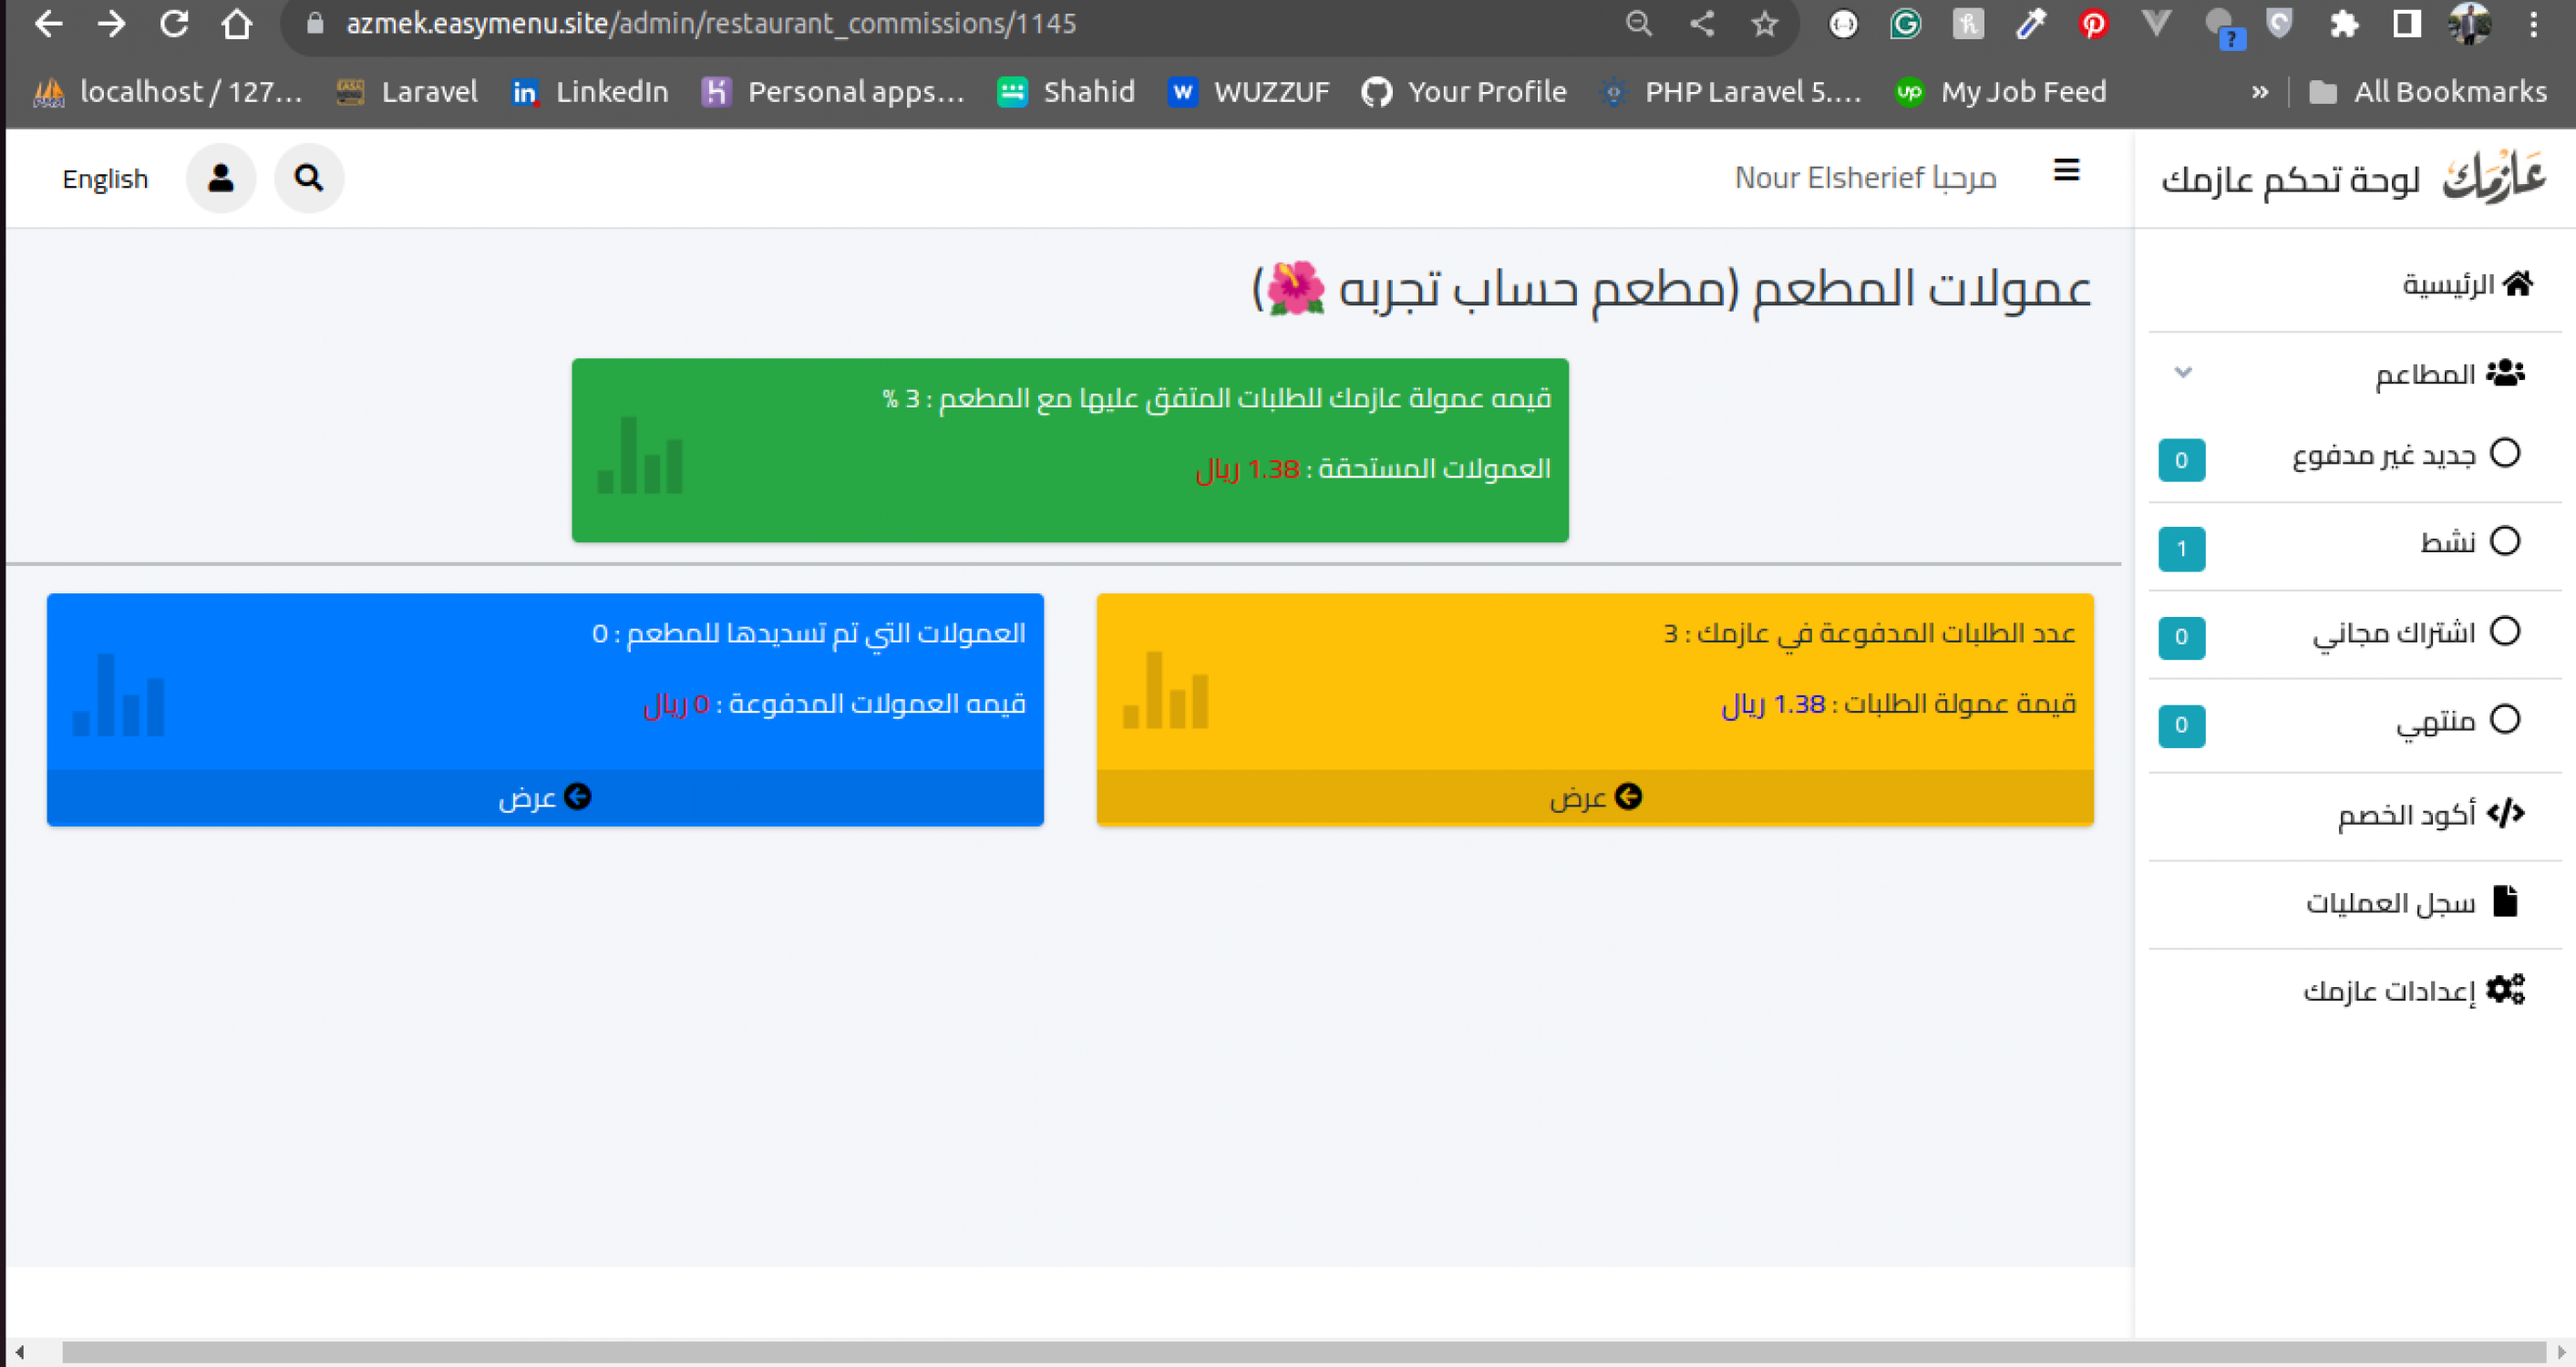 azmek.easymenu.site/admin/restaurant_commissions/1145
localhost / 127... Laravel LinkedIn Personal apps... Shahid WUZZUF Your Profile PHP Laravel 5.... My Job Feed » All Bookmarks
عازمك لوحة تحكم عازمك
مرحبا Nour Elsherief
English
الرئيسية
المطاعم
جديد غير مدفوع 0
نشط 1
اشتراك مجاني 0
منتهي 0
أكود الخصم
سجل العمليات
إعدادات عازمك
عمولات المطعم (مطعم حساب تجربه 🌺)
قيمه عمولة عازمك للطلبات المتفق عليها مع المطعم : 3 %
العمولات المستحقة : 1.38 ريال
عدد الطلبات المدفوعة في عازمك : 3
قيمة عمولة الطلبات : 1.38 ريال
عرض
العمولات التي تم تسديدها للمطعم : 0
قيمه العمولات المدفوعة : 0 ريال
عرض